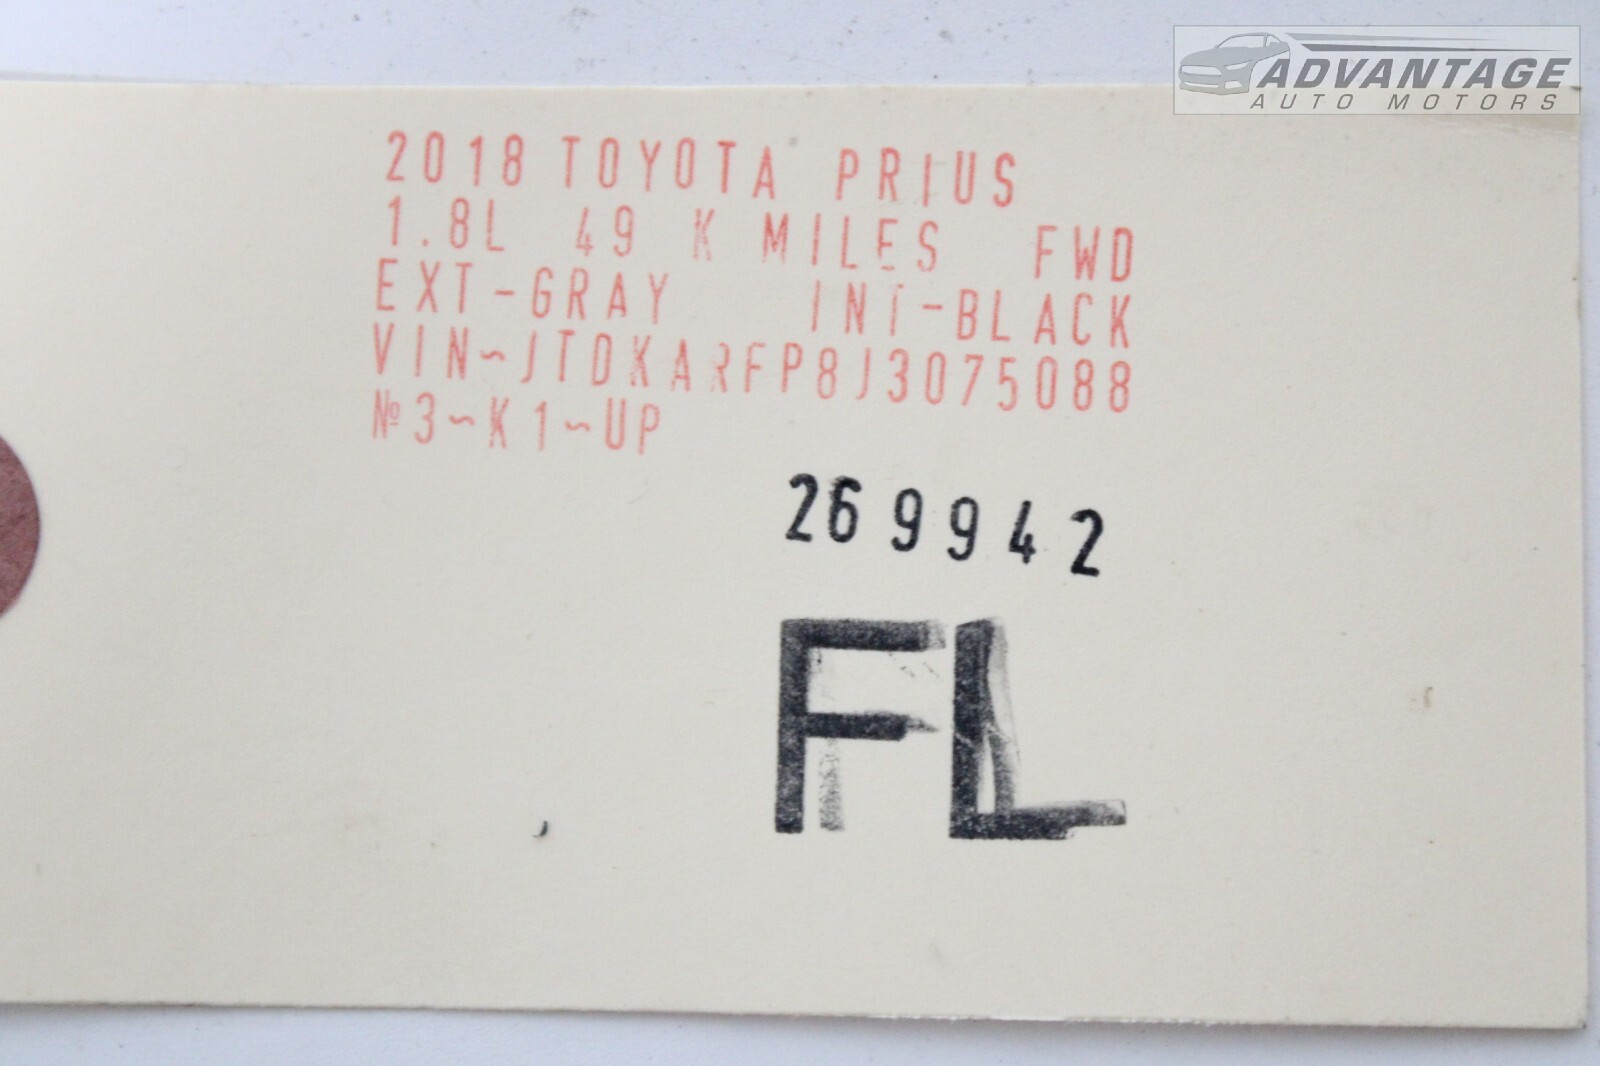 ADVANTAGE
AUTO MOTORS
2018 TOYOTA PRIUS
1.8L 49 K MILES FWD
EXT-GRAY INT-BLACK
VIN~JTDKARFP8J3075088
№3~K1~UP
269942
FL